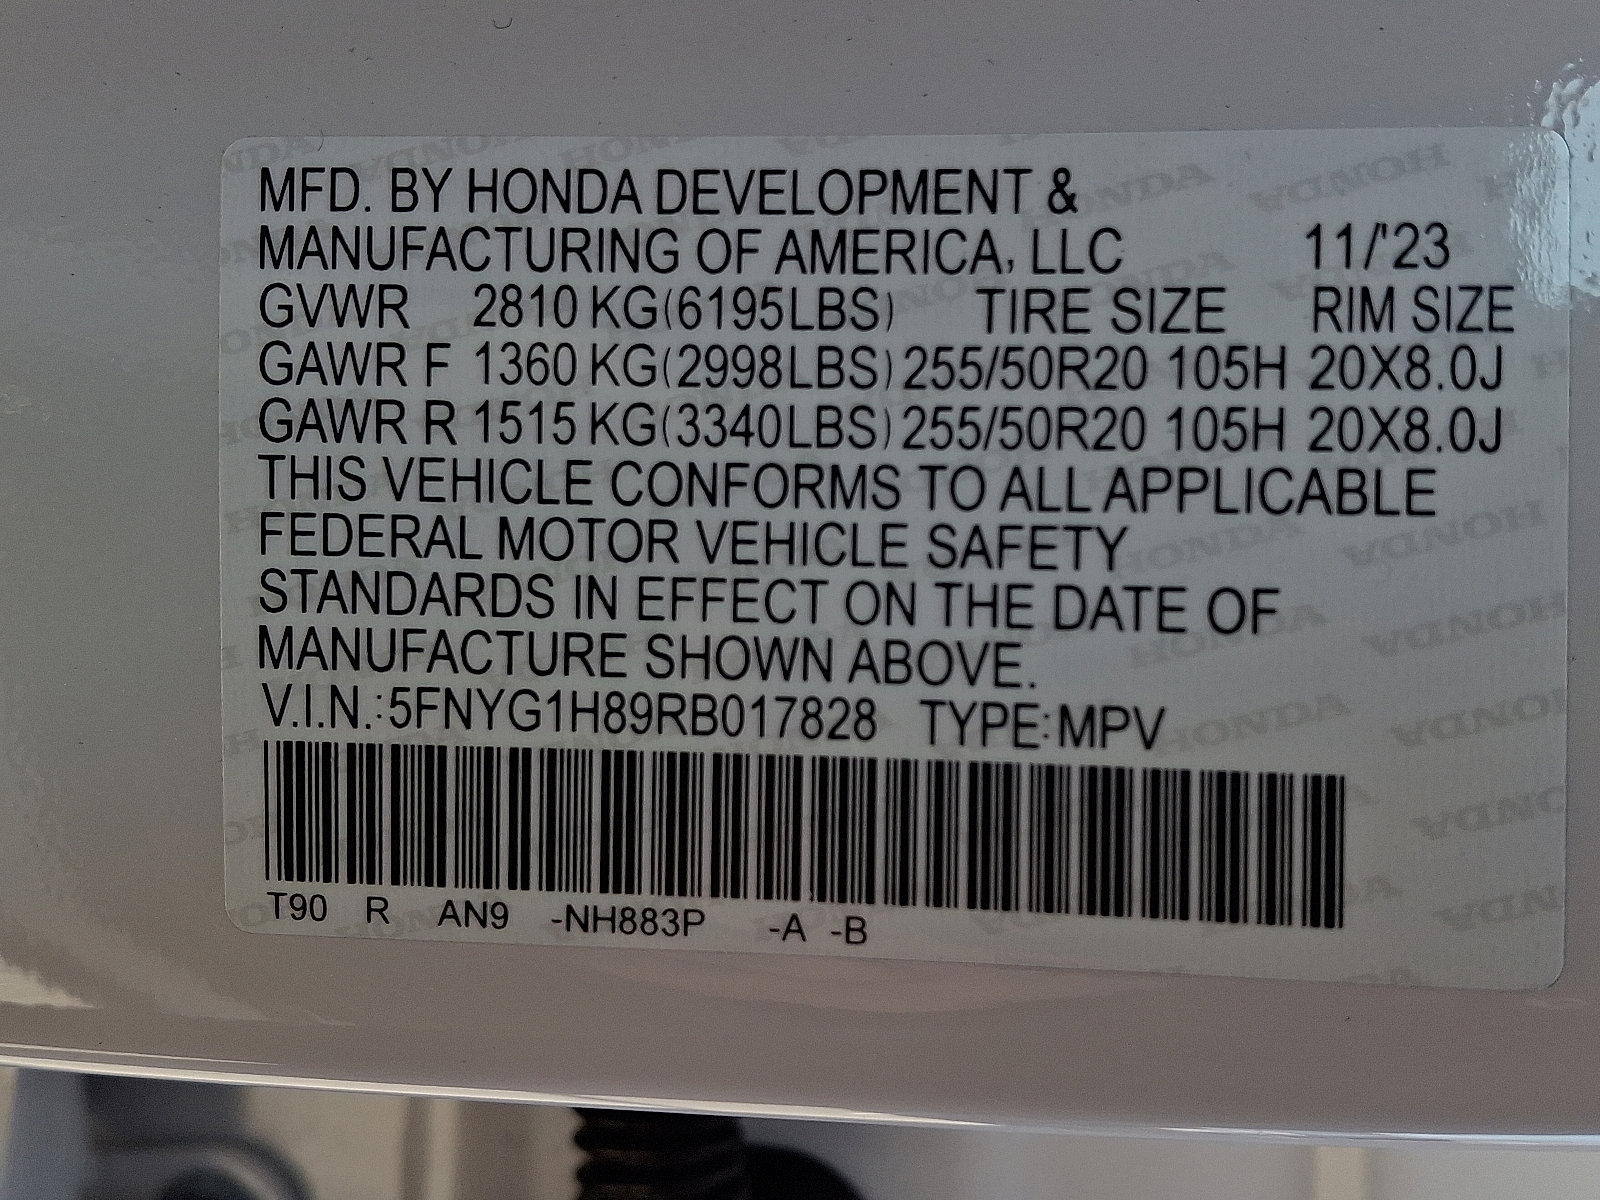 MFD. BY HONDA DEVELOPMENT &
MANUFACTURING OF AMERICA, LLC 11/'23
GVWR 2810 KG(6195LBS) TIRE SIZE RIM SIZE
GAWR F 1360 KG(2998LBS) 255/50R20 105H 20X8.0J
GAWR R 1515 KG(3340LBS) 255/50R20 105H 20X8.0J
THIS VEHICLE CONFORMS TO ALL APPLICABLE
FEDERAL MOTOR VEHICLE SAFETY
STANDARDS IN EFFECT ON THE DATE OF
MANUFACTURE SHOWN ABOVE.
V.I.N.:5FNYG1H89RB017828 TYPE:MPV
T90 R AN9 -NH883P -A -B